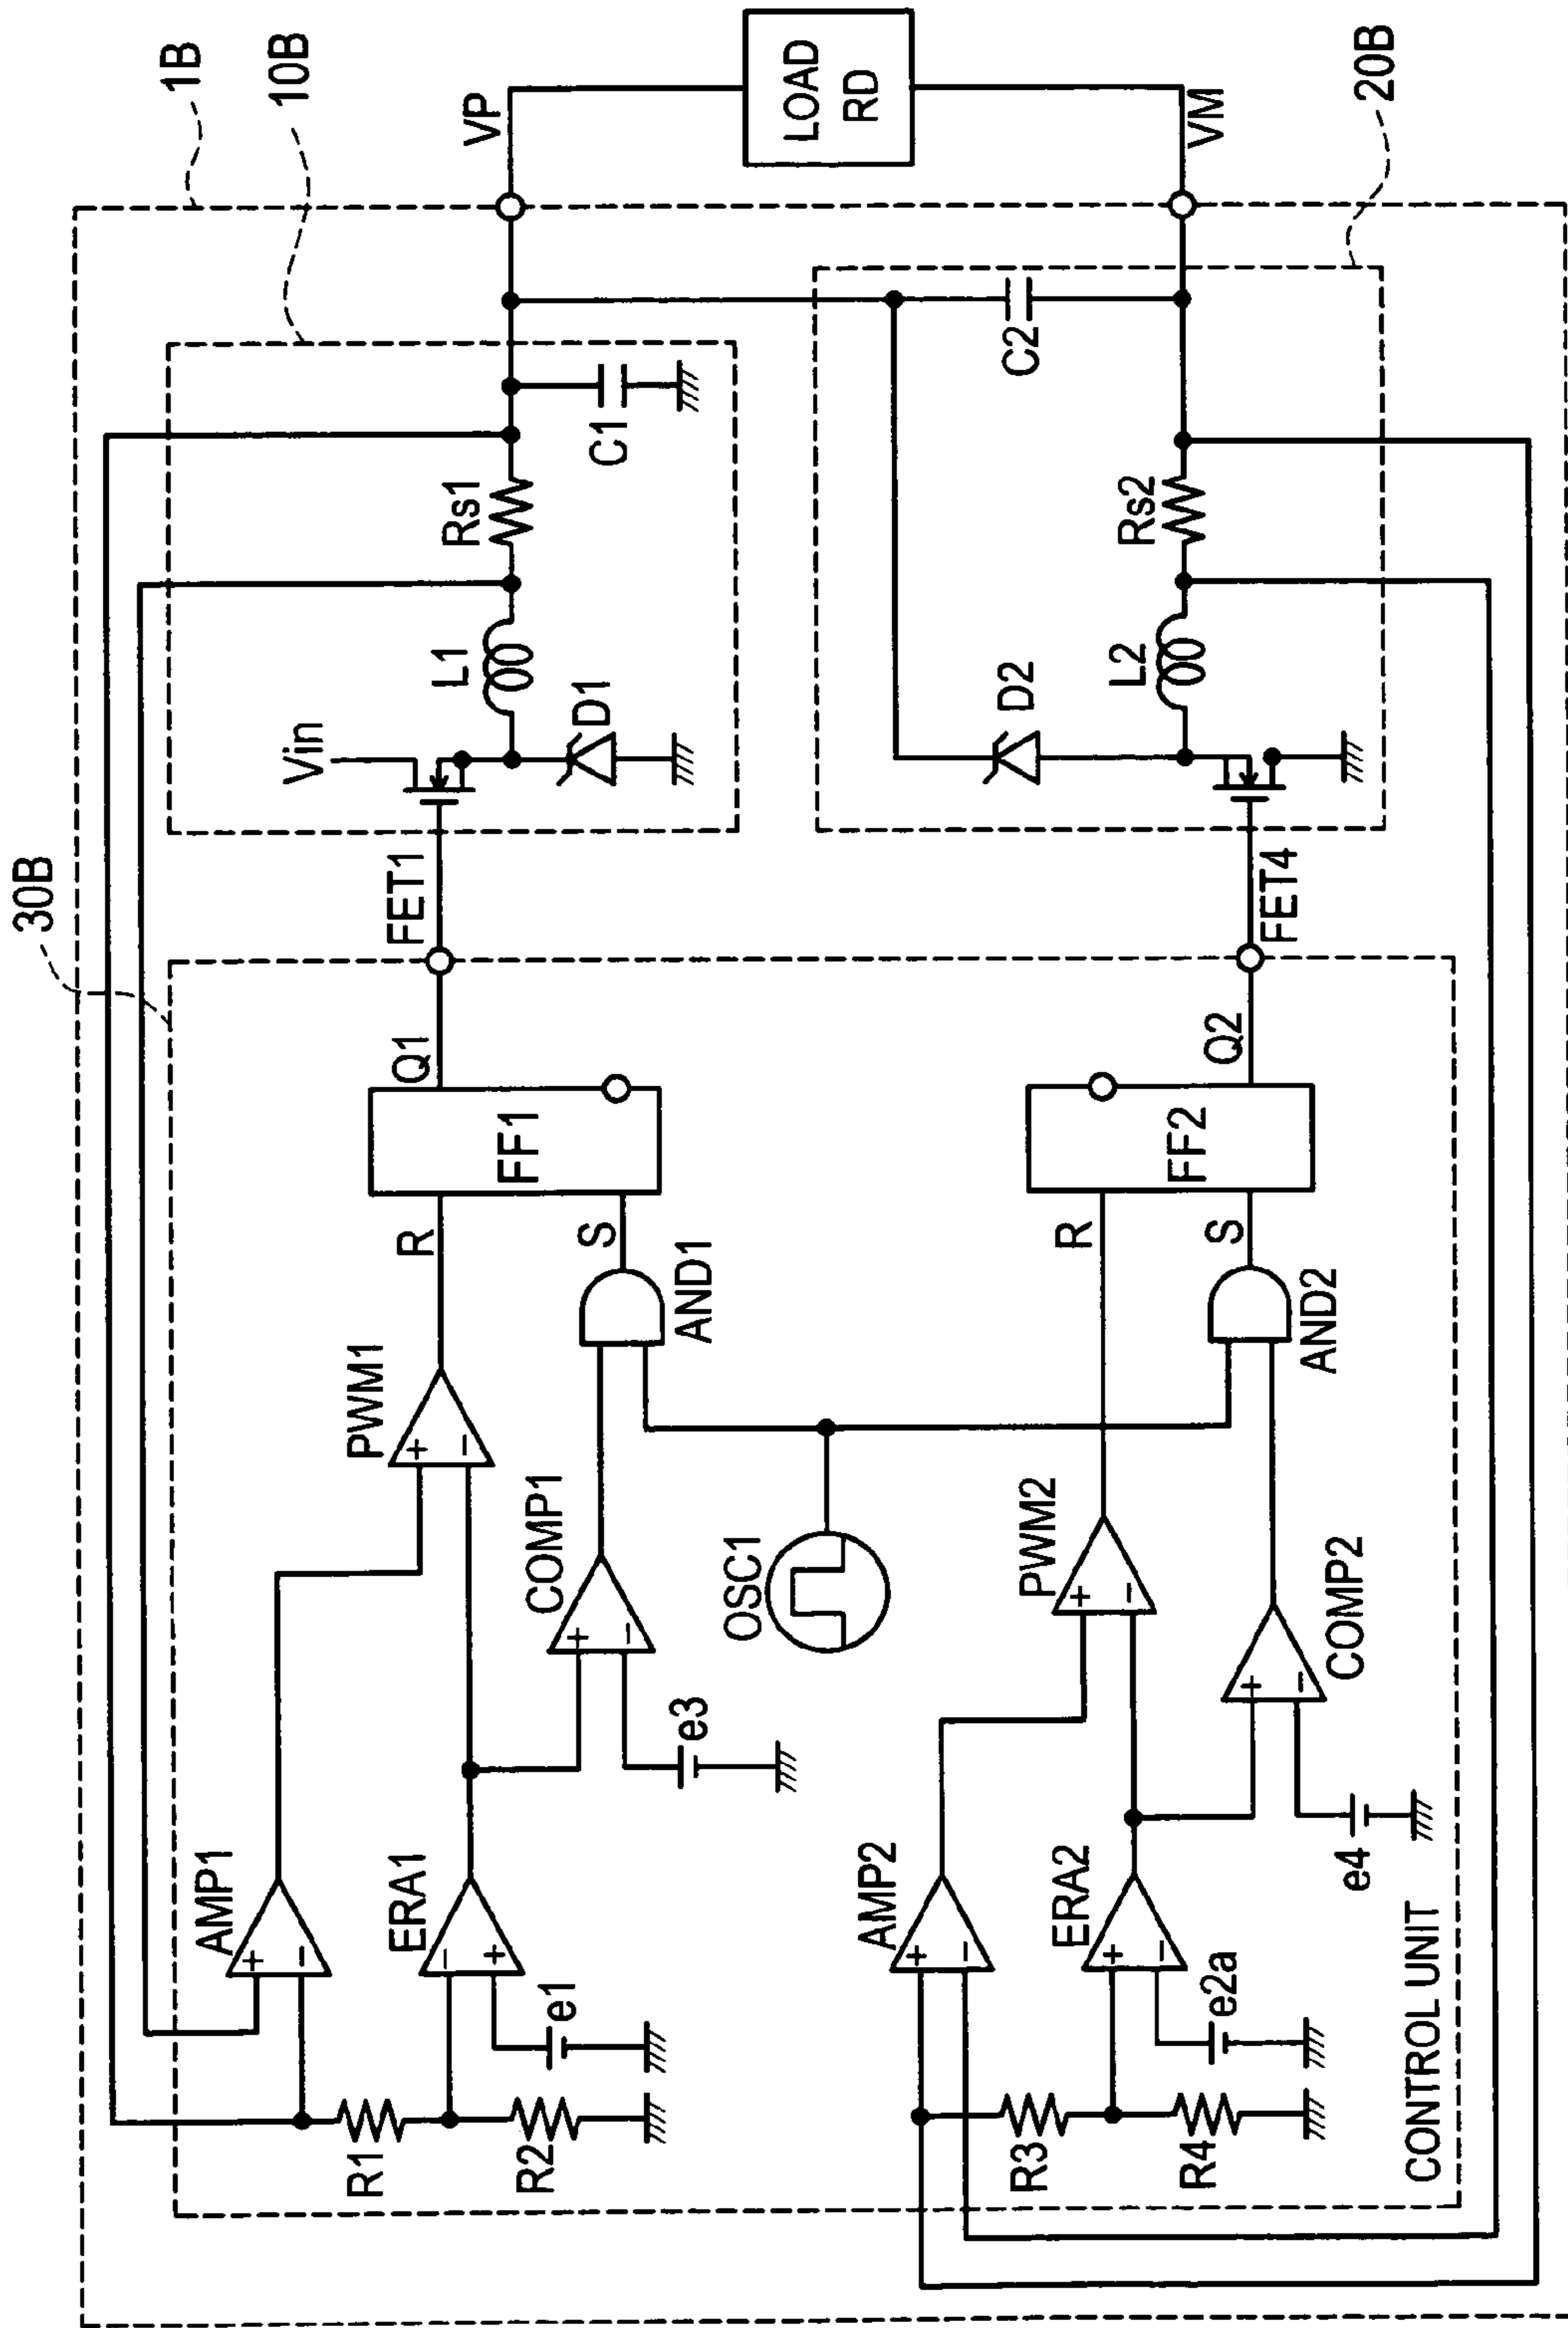 1B
10B
20B
30B
VP
LOAD
RD
VM
Vin
L1
Rs1
D1
C1
D2
L2
Rs2
C2
FET1
FET4
Q1
Q2
FF1
FF2
R
S
R
S
AND1
AND2
PWM1
+
−
COMP1
+
−
OSC1
PWM2
+
−
COMP2
+
−
e3
e4
AMP1
+
−
ERA1
−
+
e1
R1
R2
AMP2
+
−
ERA2
+
−
e2a
R3
R4
CONTROL UNIT